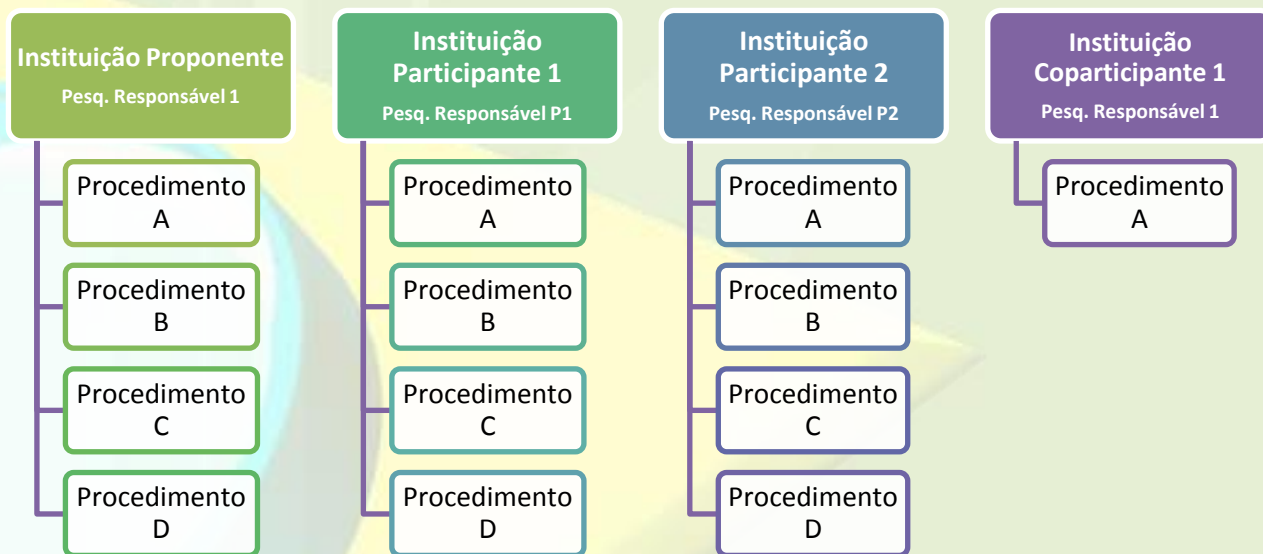 Instituição Proponente
Pesq. Responsável 1
Procedimento
A
Procedimento
B
Procedimento
C
Procedimento
D
Instituição
Participante 1
Pesq. Responsável P1
Procedimento
A
Procedimento
B
Procedimento
C
Procedimento
D
Instituição
Participante 2
Pesq. Responsável P2
Procedimento
A
Procedimento
B
Procedimento
C
Procedimento
D
Instituição
Coparticipante 1
Pesq. Responsável 1
Procedimento
A